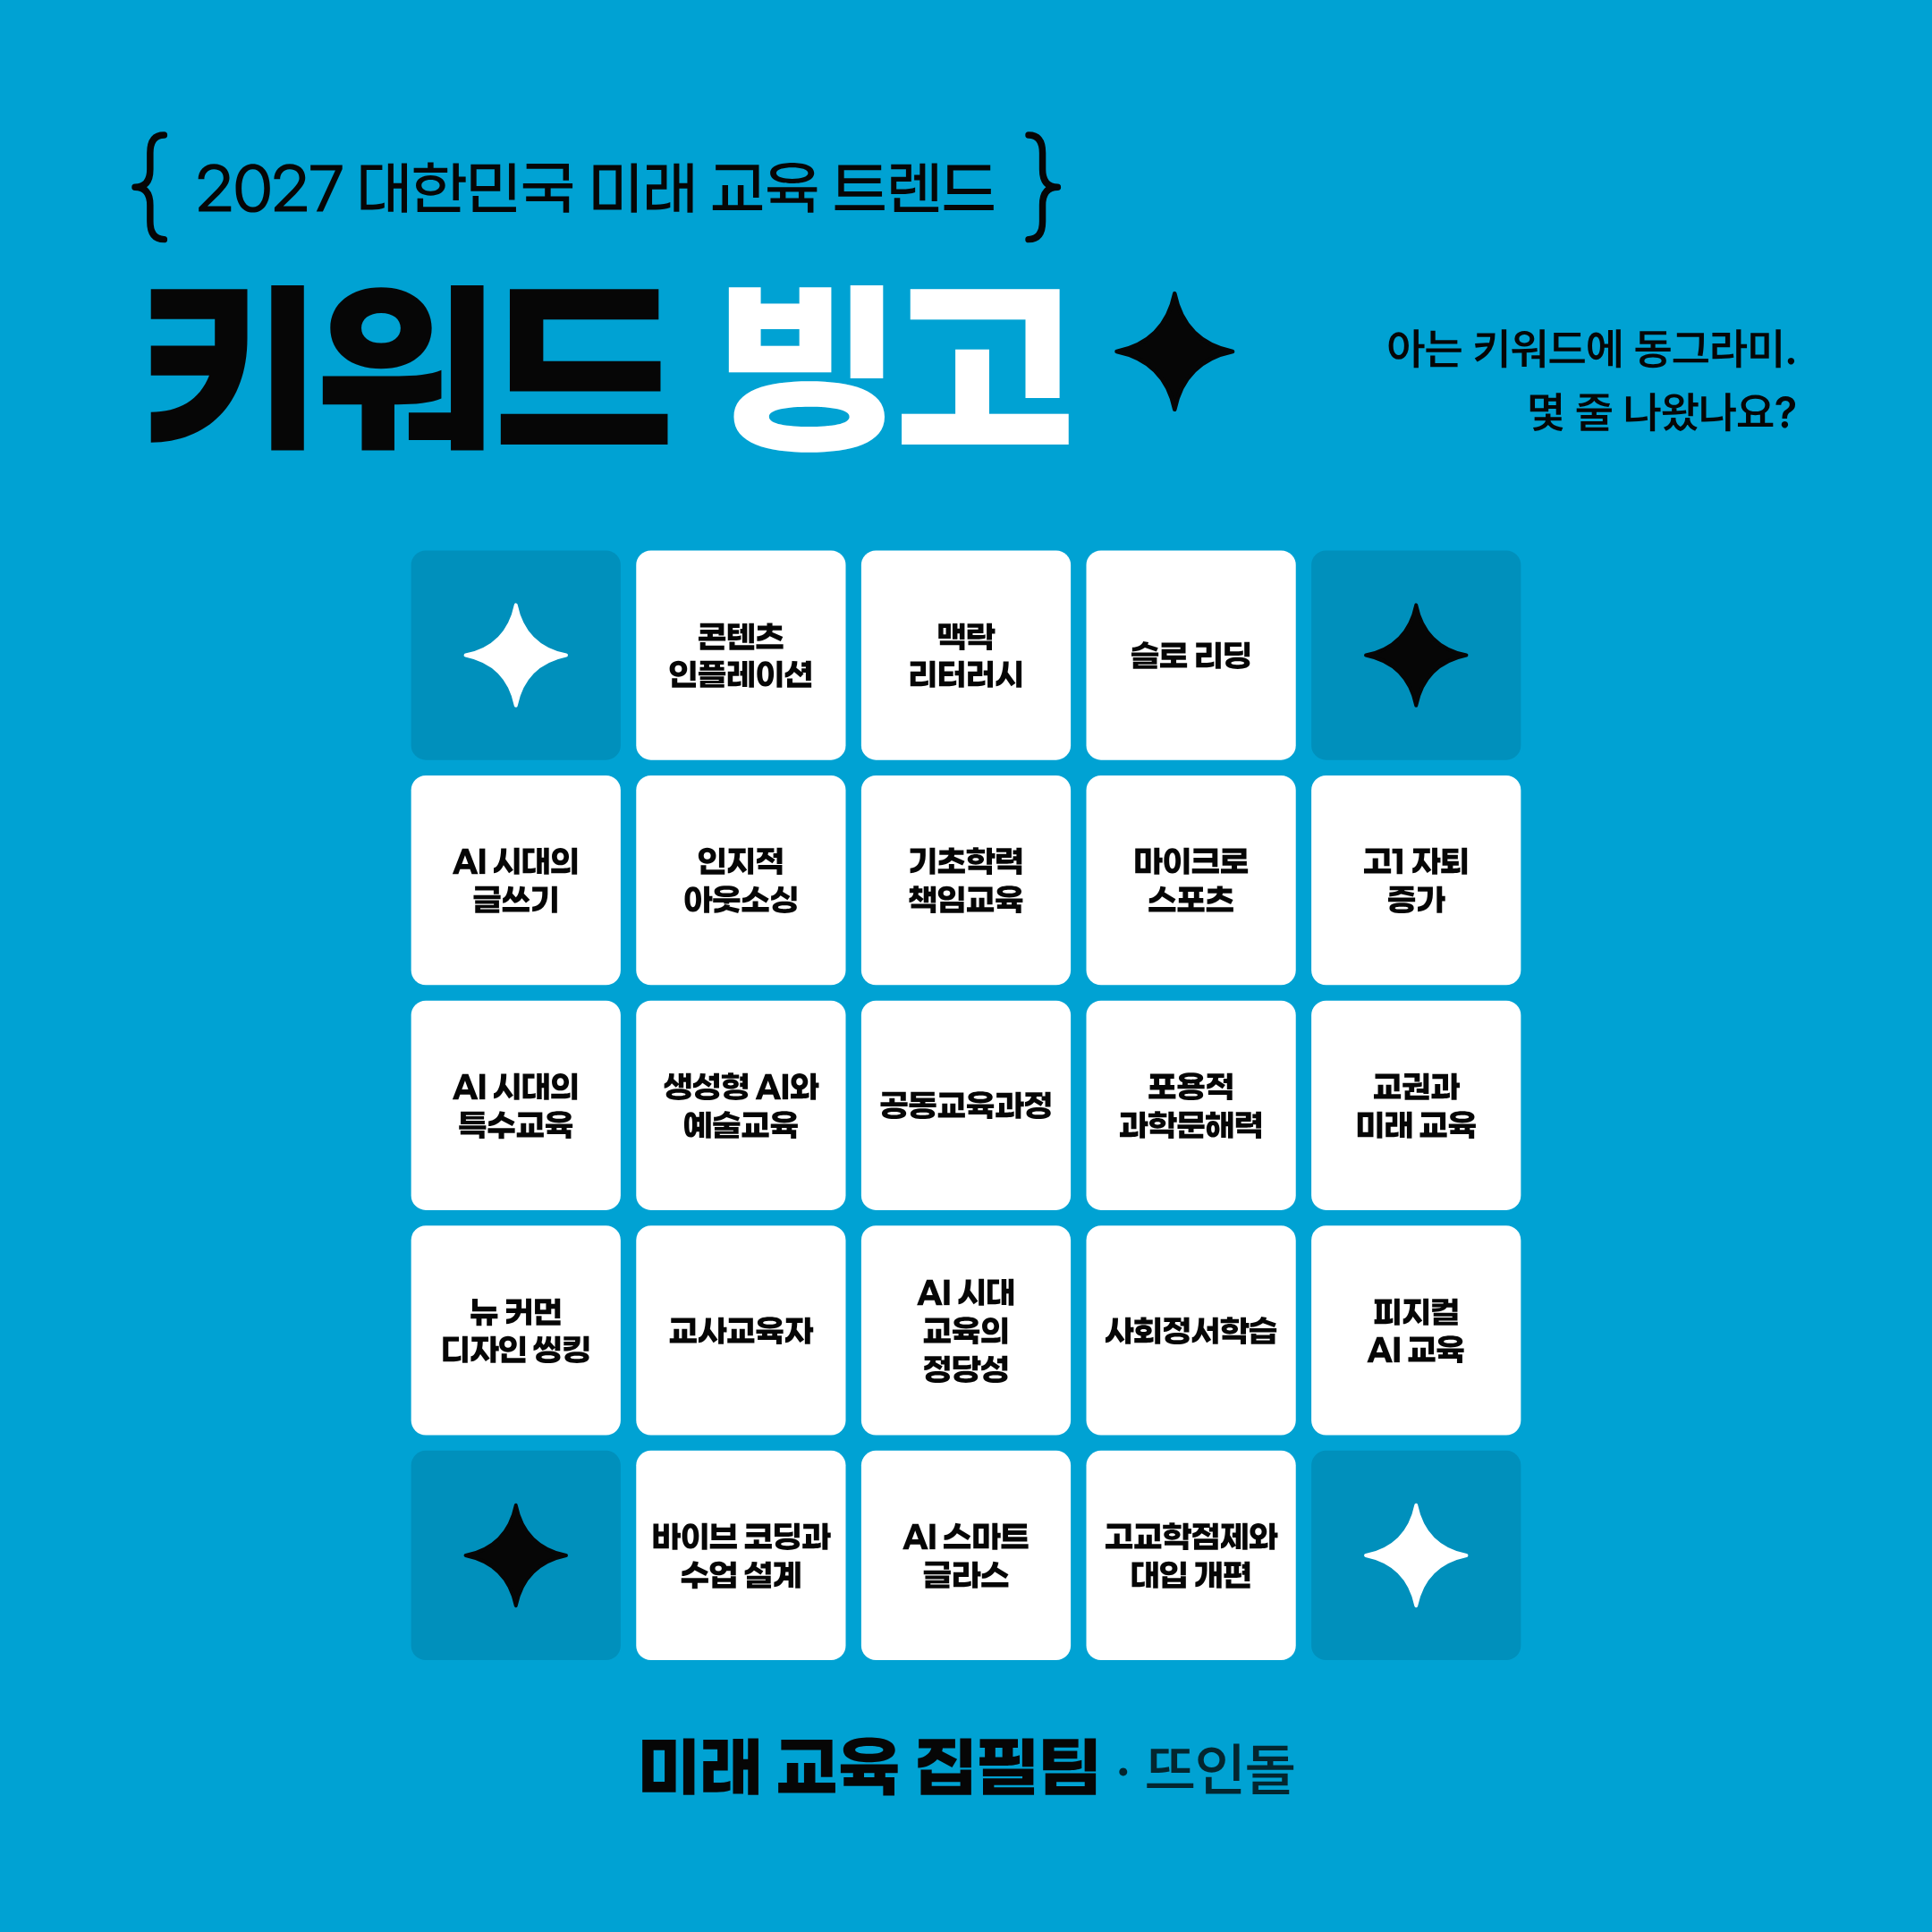 { 2027 대한민국 미래 교육 트렌드 }
키워드 빙고
아는 키워드에 동그라미.
몇 줄 나왔나요?
콘텐츠
인플레이션
맥락
리터러시
슬로 리딩
AI 시대의
글쓰기
인지적
아웃소싱
기초학력
책임교육
마이크로
스포츠
고기 자퇴
증가
AI 시대의
특수교육
생성형 AI와
예술교육
공동교육과정
포용적
과학문해력
교권과
미래 교육
뉴 커먼
디자인 씽킹
교사교육자
AI 시대
교육의
정당성
사회정서학습
피지컬
AI 교육
바이브 코딩과
수업 설계
AI 스마트
글라스
고교학점제와
대입 개편
미래 교육 집필팀 · 뜨인돌